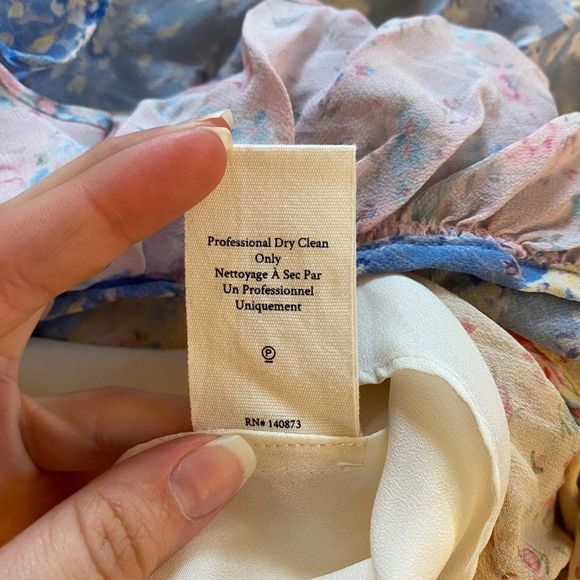 Professional Dry Clean
Only
Nettoyage À Sec Par
Un Professionnel
Uniquement
P
RN# 140873